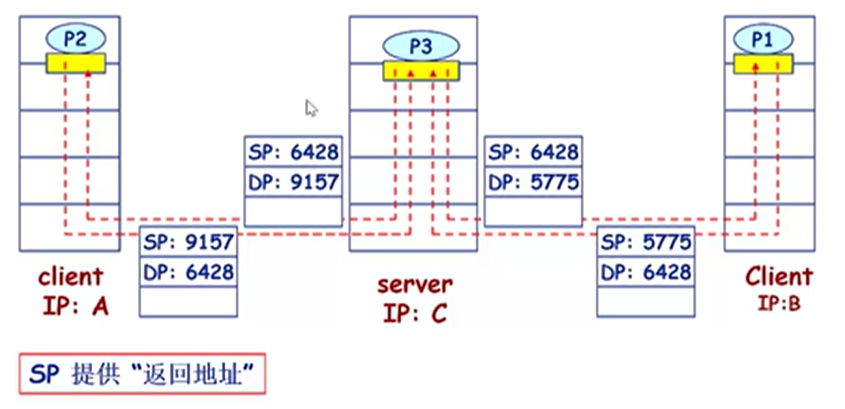 P2
P3
P1
SP: 6428
DP: 9157
SP: 6428
DP: 5775
SP: 9157
DP: 6428
SP: 5775
DP: 6428
client
IP: A
server
IP: C
Client
IP:B
SP 提供 “返回地址”